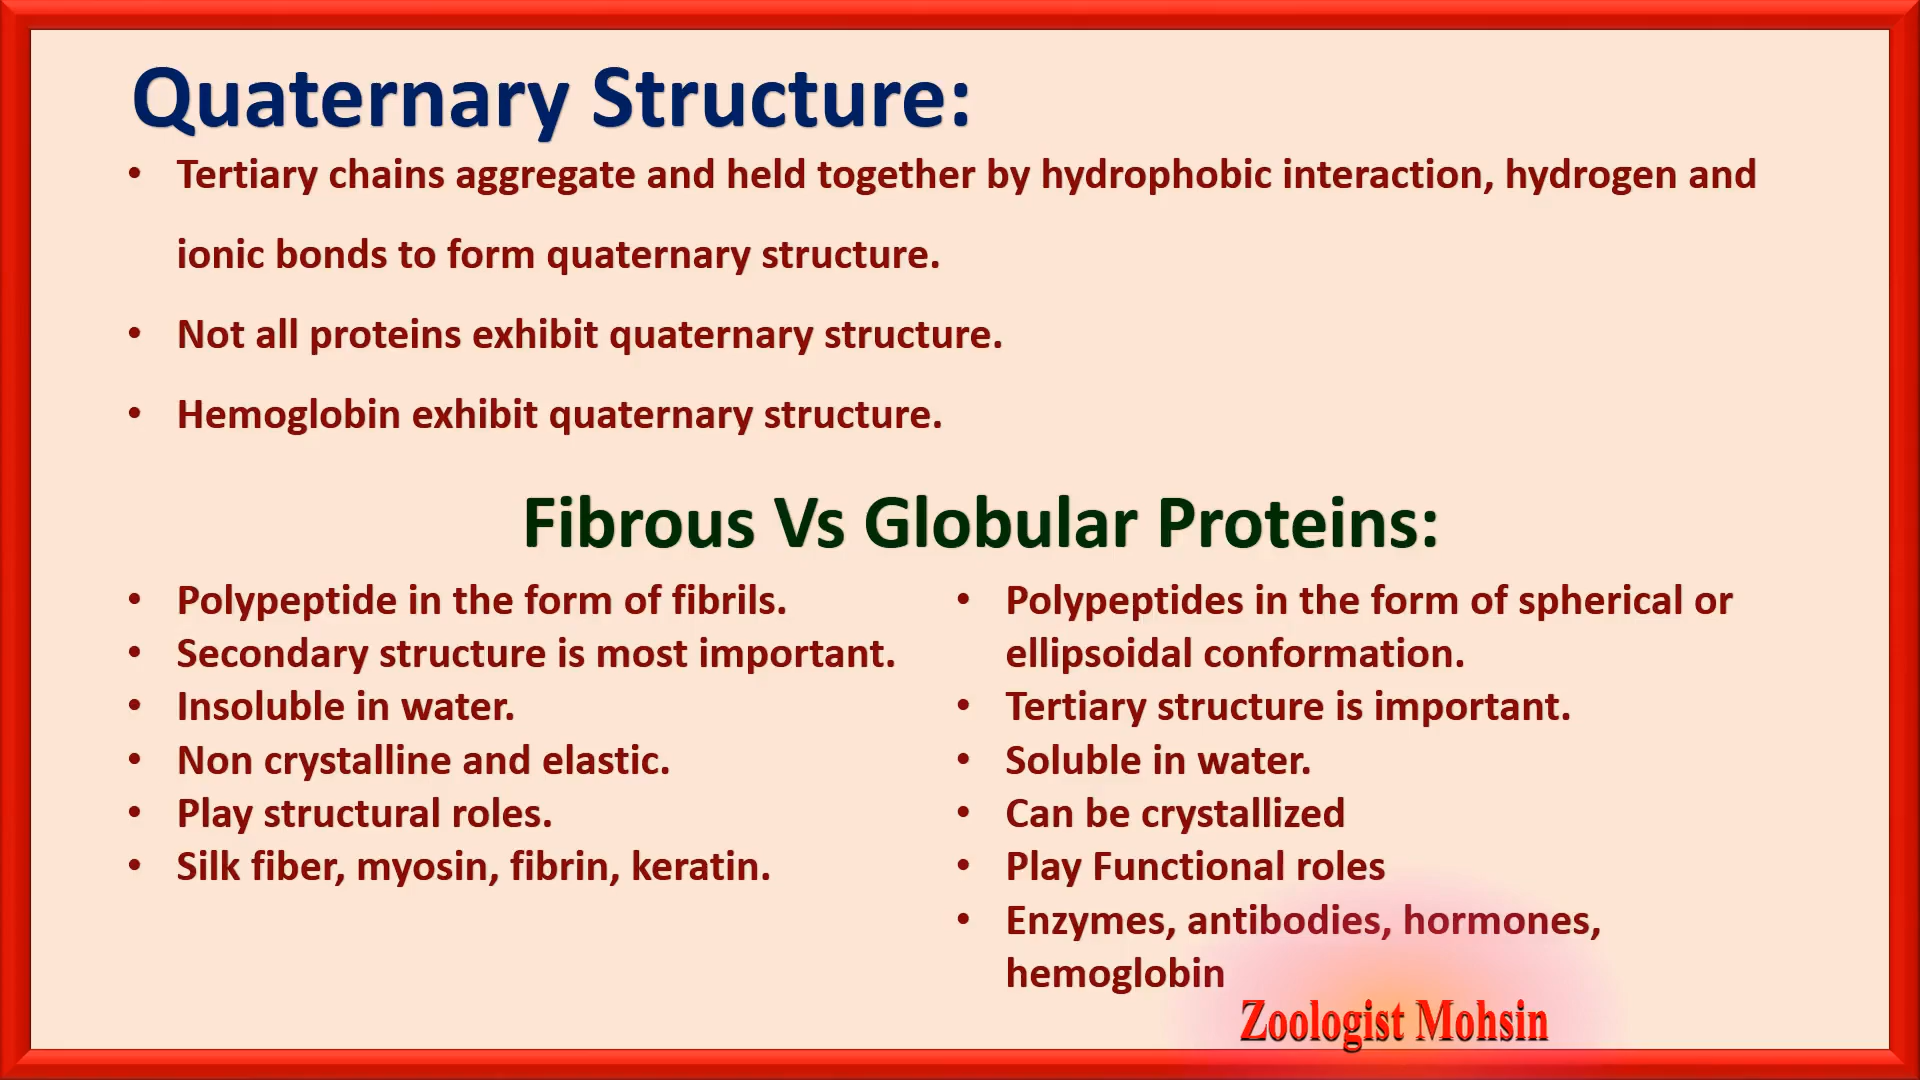 Quaternary Structure:
• Tertiary chains aggregate and held together by hydrophobic interaction, hydrogen and
ionic bonds to form quaternary structure.
• Not all proteins exhibit quaternary structure.
• Hemoglobin exhibit quaternary structure.
Fibrous Vs Globular Proteins:
• Polypeptide in the form of fibrils.
• Secondary structure is most important.
• Insoluble in water.
• Non crystalline and elastic.
• Play structural roles.
• Silk fiber, myosin, fibrin, keratin.
• Polypeptides in the form of spherical or
ellipsoidal conformation.
• Tertiary structure is important.
• Soluble in water.
• Can be crystallized
• Play Functional roles
• Enzymes, antibodies, hormones,
hemoglobin
Zoologist Mohsin